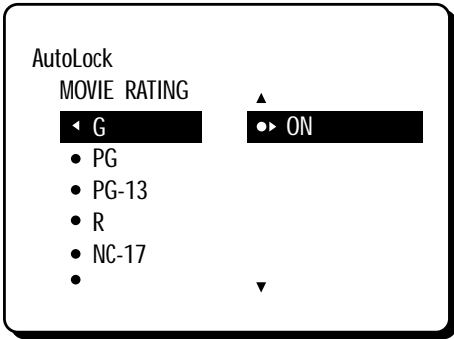 AutoLock
MOVIE RATING
G
ON
PG
PG-13
R
NC-17